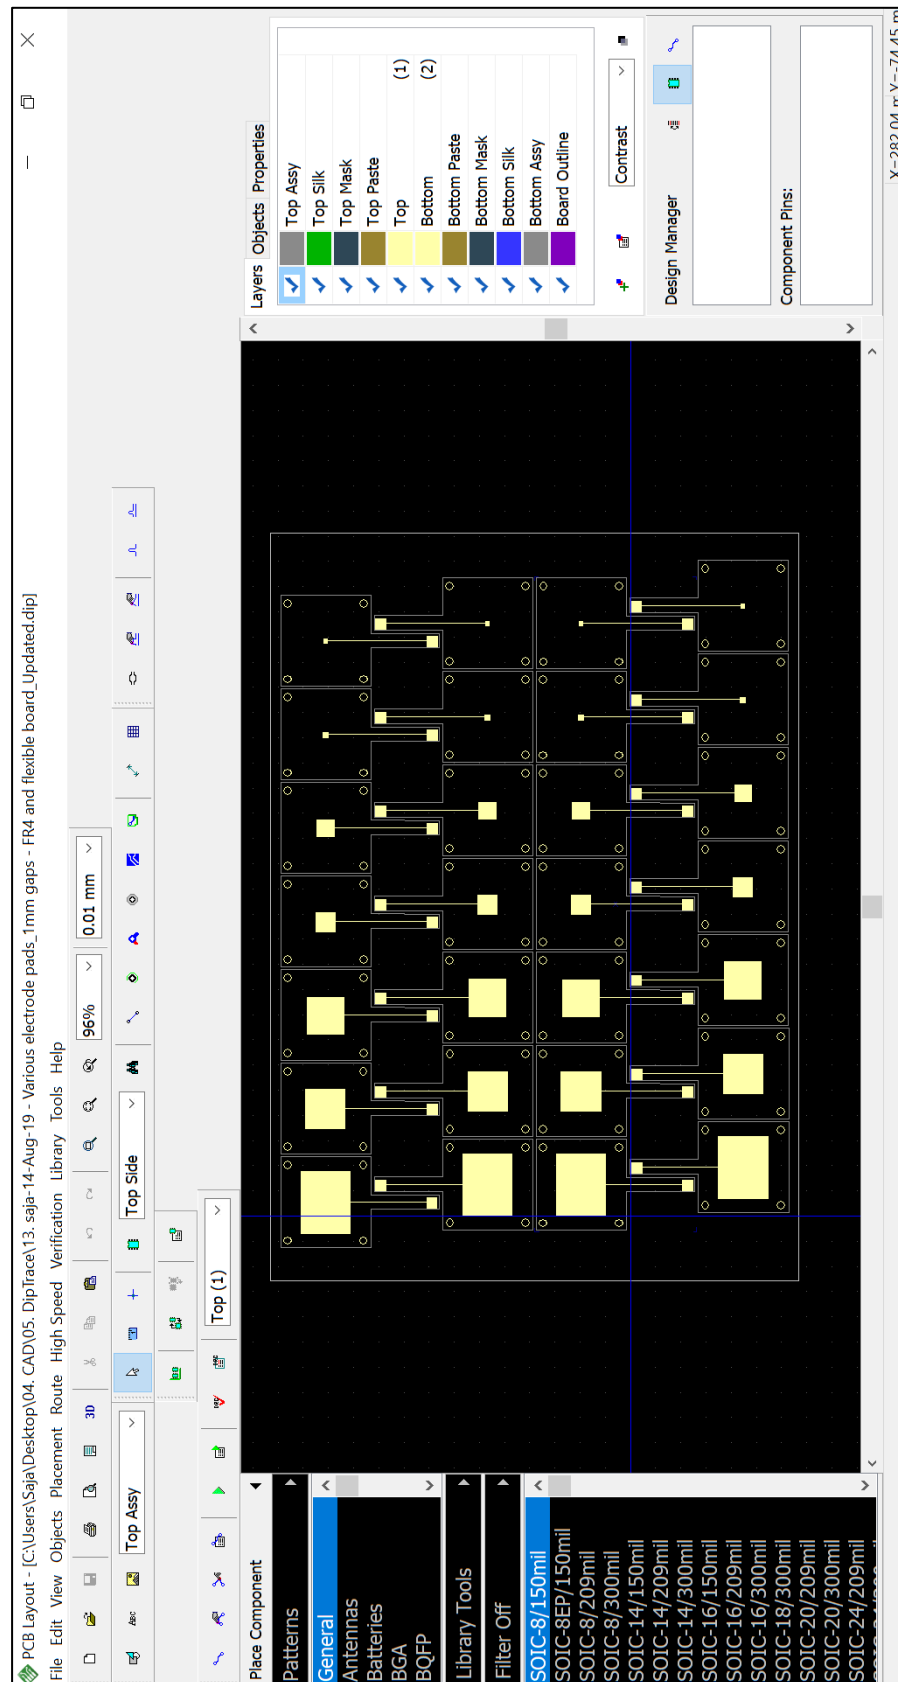 PCB Layout - [C:\Users\Saja\Desktop\04. CAD\05. DipTrace\13. saja-14-Aug-19 - Various electrode pads_1mm gaps - FR4 and flexible board_Updated.dip]
File Edit View Objects Placement Route High Speed Verification Library Tools Help
3D
96%
0.01 mm
Top Assy
Top Side
Top (1)
Place Component
Patterns
General
Antennas
Batteries
BGA
BQFP
Library Tools
Filter Off
SOIC-8/150mil
SOIC-8EP/150mil
SOIC-8/209mil
SOIC-8/300mil
SOIC-14/150mil
SOIC-14/209mil
SOIC-14/300mil
SOIC-16/150mil
SOIC-16/209mil
SOIC-16/300mil
SOIC-18/300mil
SOIC-20/209mil
SOIC-20/300mil
SOIC-24/209mil
Layers Objects Properties
Top Assy
Top Silk
Top Mask
Top Paste
Top (1)
Bottom (2)
Bottom Paste
Bottom Mask
Bottom Silk
Bottom Assy
Board Outline
Contrast
Design Manager
Component Pins: